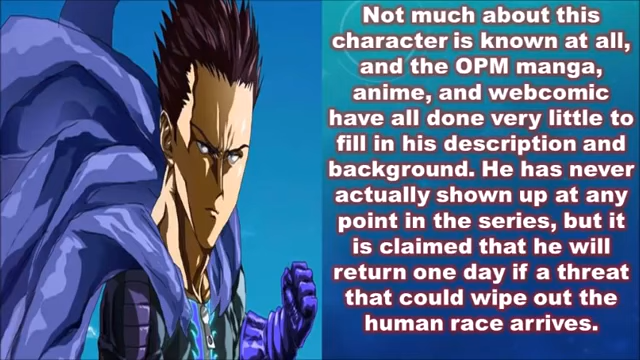 Not much about this
character is known at all,
and the OPM manga,
anime, and webcomic
have all done very little to
fill in his description and
background. He has never
actually shown up at any
point in the series, but it
is claimed that he will
return one day if a threat
that could wipe out the
human race arrives.